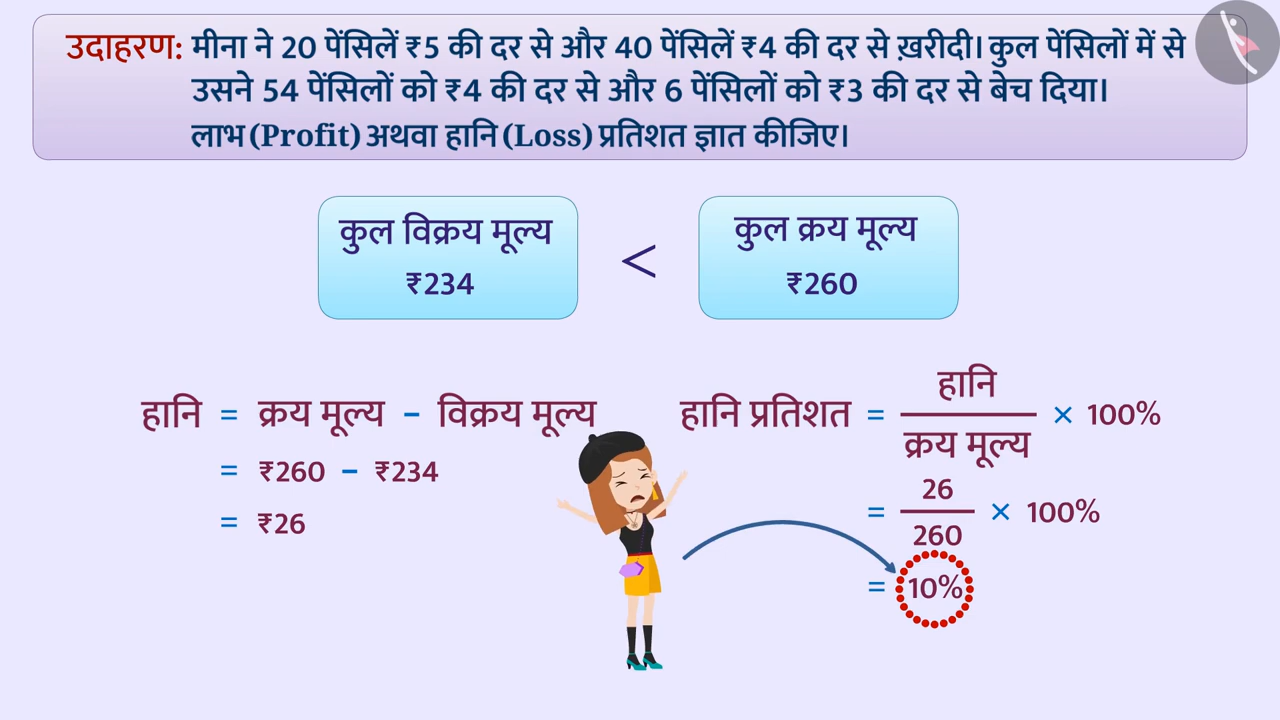 उदाहरण: मीना ने 20 पेंसिलें ₹5 की दर से और 40 पेंसिलें ₹4 की दर से ख़रीदी। कुल पेंसिलों में से
उसने 54 पेंसिलों को ₹4 की दर से और 6 पेंसिलों को ₹3 की दर से बेच दिया।
लाभ (Profit) अथवा हानि (Loss) प्रतिशत ज्ञात कीजिए।
कुल विक्रय मूल्य
₹234
<
कुल क्रय मूल्य
₹260
हानि = क्रय मूल्य - विक्रय मूल्य
= ₹260 - ₹234
= ₹26
हानि प्रतिशत = हानि / क्रय मूल्य × 100%
= 26 / 260 × 100%
= 10%